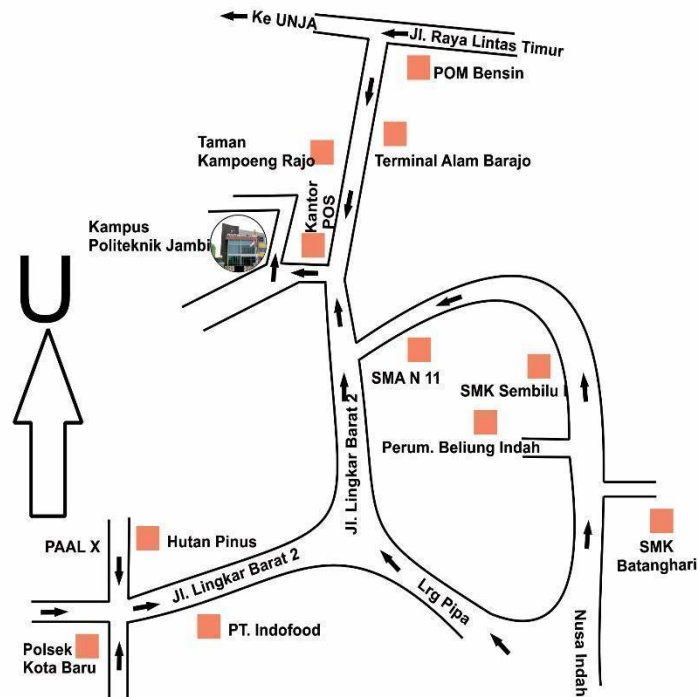 Ke UNJA
Jl. Raya Lintas Timur
POM Bensin
Taman
Kampoeng Rajo
Terminal Alam Barajo
Kantor
POS
Kampus
Politeknik Jambi
U
SMA N 11
SMK Sembilu I
Perum. Beliung Indah
Jl. Lingkar Barat 2
PAAL X
Hutan Pinus
Jl. Lingkar Barat 2
Lrg Pipa
SMK
Batanghari
Nusa Indah
PT. Indofood
Polsek
Kota Baru